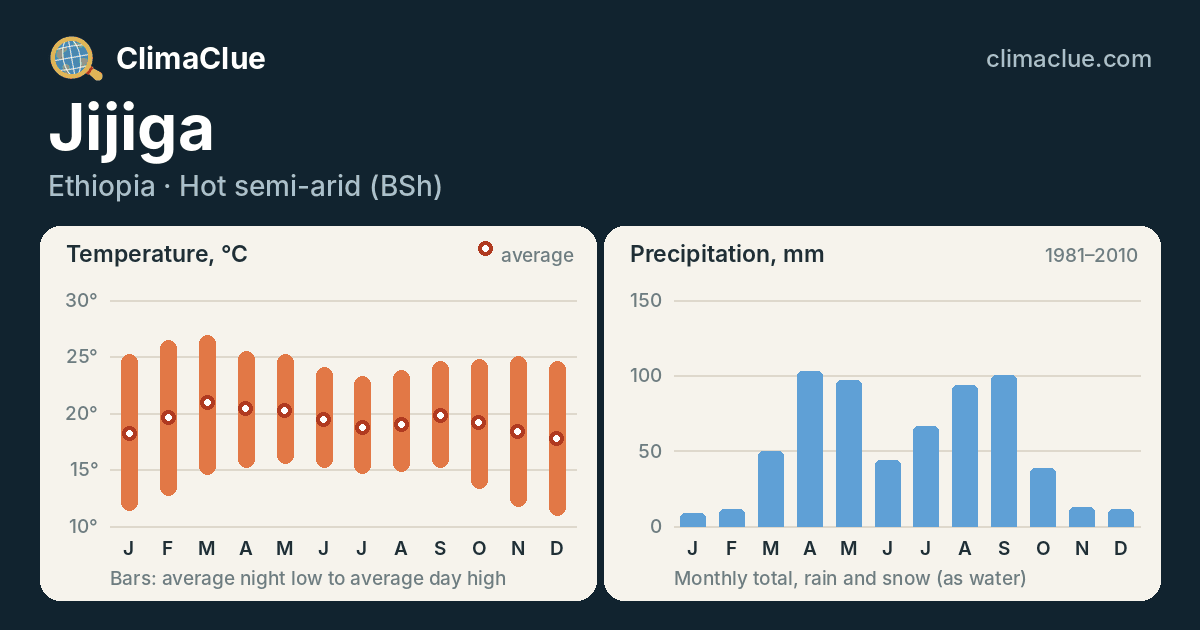 ClimaClue
climaclue.com
Jijiga
Ethiopia · Hot semi-arid (BSh)
Temperature, °C
average
30°
25°
20°
15°
10°
J F M A M J J A S O N D
Bars: average night low to average day high
Precipitation, mm
1981–2010
150
100
50
0
J F M A M J J A S O N D
Monthly total, rain and snow (as water)